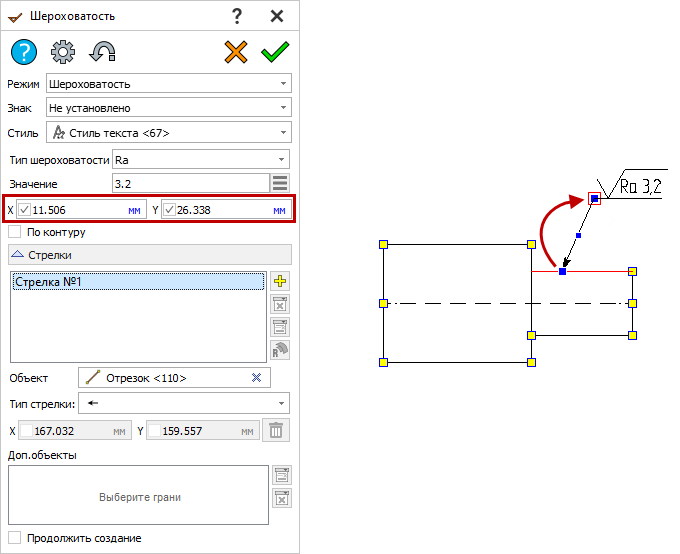 Шероховатость ? ✕
?
Режим Шероховатость
Знак Не установлено
Стиль Стиль текста <67>
Тип шероховатости Ra
Значение 3.2
X 11.506 мм Y 26.338 мм
По контуру
Стрелки
Стрелка №1
R
Объект Отрезок <110>
Тип стрелки:
X 167.032 мм Y 159.557 мм
Доп.объекты
Выберите грани
Продолжить создание
Ra 3,2